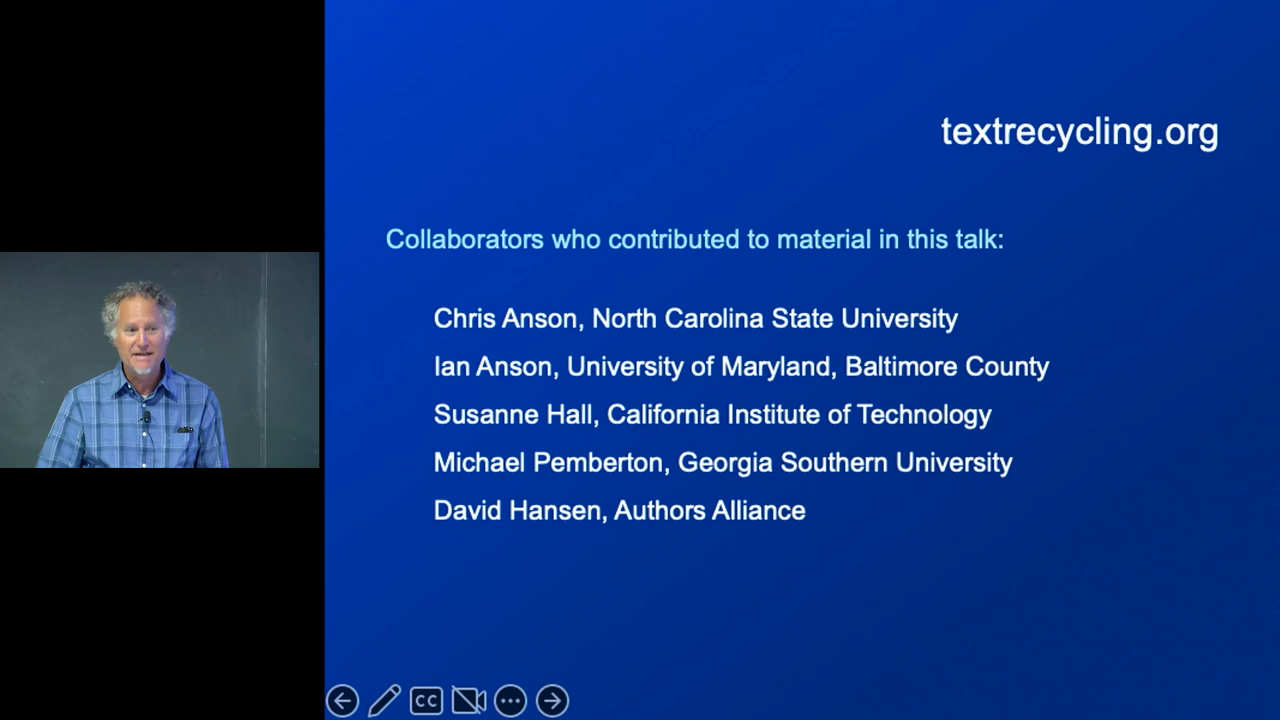 textrecycling.org
Collaborators who contributed to material in this talk:
Chris Anson, North Carolina State University
Ian Anson, University of Maryland, Baltimore County
Susanne Hall, California Institute of Technology
Michael Pemberton, Georgia Southern University
David Hansen, Authors Alliance
CC